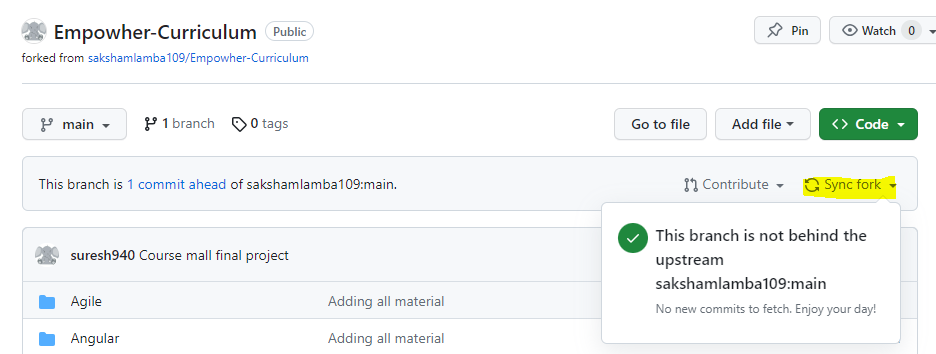 Empowher-Curriculum Public
Pin
Watch 0
forked from sakshamlamba109/Empowher-Curriculum
main
1 branch
0 tags
Go to file
Add file
<> Code
This branch is 1 commit ahead of sakshamlamba109:main.
Contribute
Sync fork
This branch is not behind the
upstream
sakshamlamba109:main
No new commits to fetch. Enjoy your day!
suresh940 Course mall final project
Agile Adding all material
Angular Adding all material